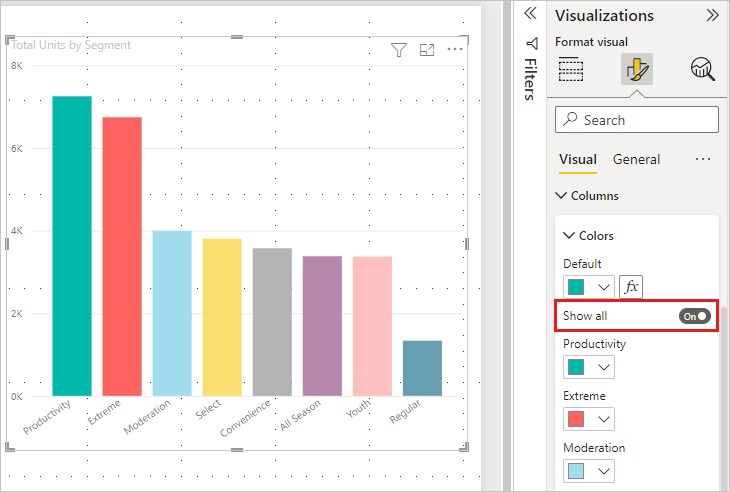 Total Units by Segment
8K
6K
4K
2K
0K
Productivity
Extreme
Moderation
Select
Convenience
All Season
Youth
Regular
Filters
Visualizations
Format visual
Search
Visual General
Columns
Colors
Default
fx
Show all On
Productivity
Extreme
Moderation